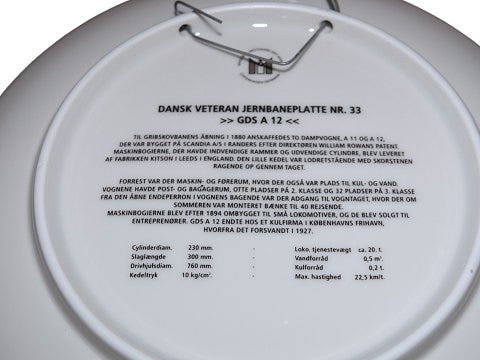 DANSK VETERAN JERNBANEPLATTE NR. 33
>> GDS A 12 <<
TIL GRIBSKOVBANENS ÅBNING I 1880 ANSKAFFEDES TO DAMPVOGNE, A 11 OG A 12,
DER VAR BYGGET PÅ SCANDIA A/S I RANDERS EFTER DIREKTØREN WILLIAM ROWANS PATENT.
MASKINBOGIERNE, DER HAVDE INDVENDIGE RAMMER OG UDVENDIGE CYLINDRE, BLEV LEVERET
AF FABRIKKEN KITSON I LEEDS I ENGLAND. DEN LILLE KEDEL VAR LODRETSTÅENDE MED SKORSTENEN
RAGENDE OP GENNEM TAGET.
FORREST VAR DER MASKIN- OG FØRERUM, HVOR DER OGSÅ VAR PLADS TIL KUL- OG VAND.
VOGNENE HAVDE POST- OG BAGAGERUM, OTTE PLADSER PÅ 2. KLASSE OG 32 PLADSER PÅ 3. KLASSE
FRA DEN ÅBNE ENDEPERRON I VOGNENS BAGENDE VAR DER ADGANG TIL VOGNTAGET, HVOR DER OM
SOMMEREN VAR MONTERET BÆNKE TIL 40 REJSENDE.
MASKINBOGIERNE BLEV EFTER 1894 OMBYGGET TIL SMÅ LOKOMOTIVER, OG DE BLEV SOLGT TIL
ENTREPRENØRER. GDS A 12 ENDTE HOS ET KULFIRMA I KØBENHAVNS FRIHAVN,
HVORFRA DET FORSVANDT I 1927.
Cylinderdiam. 230 mm. Loko. tjenestevægt ca. 20 t.
Slaglængde 300 mm. Vandforråd 0,5 m³.
Drivhjulsdiam. 760 mm. Kulforråd 0,2 t.
Kedeltryk 10 kg/cm². Max. hastighed 22,5 km/t.